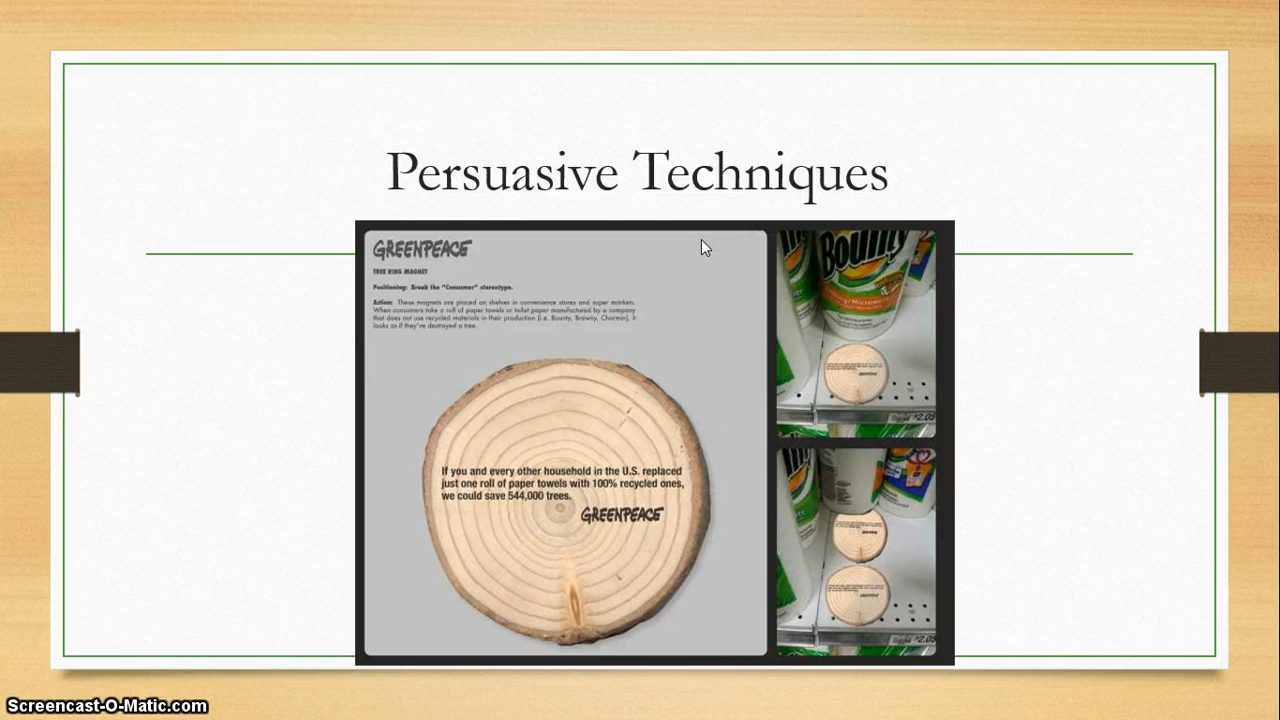 Persuasive Techniques
GREENPEACE
TREE RING MAGNET
Positioning: Break the "Consumer" stereotype.
Action: These magnets are placed on shelves in convenience stores and super markets.
When consumers take a roll of paper towels or toilet paper manufactured by a company
that does not use recycled materials in their production (i.e. Bounty, Brawny, Charmin), it
looks as if they've destroyed a tree.
If you and every other household in the U.S. replaced
just one roll of paper towels with 100% recycled ones,
we could save 544,000 trees.
GREENPEACE
Bounty
$2.05
$2.05
Screencast-O-Matic.com